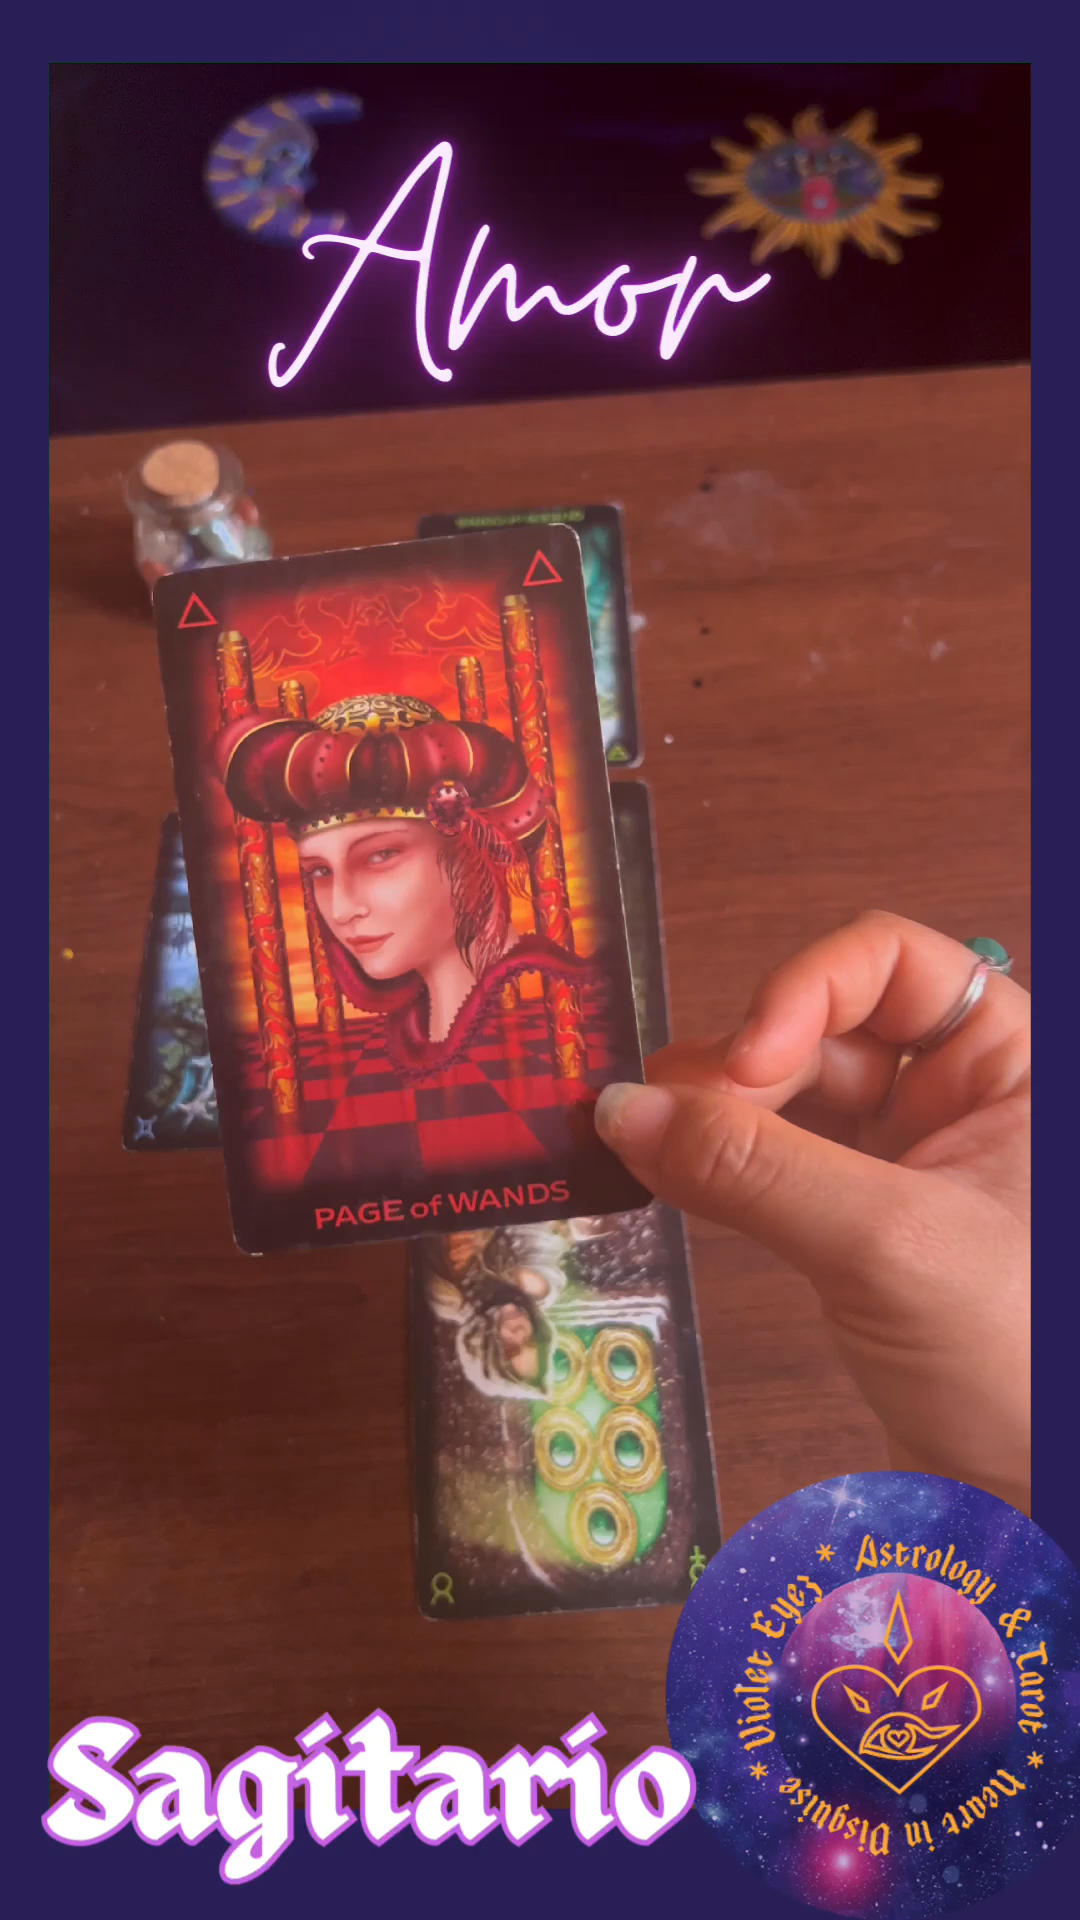 Amor
PAGE of WANDS
Sagitario
* Violet Eyez * Astrology & Tarot * Heart in Disguise